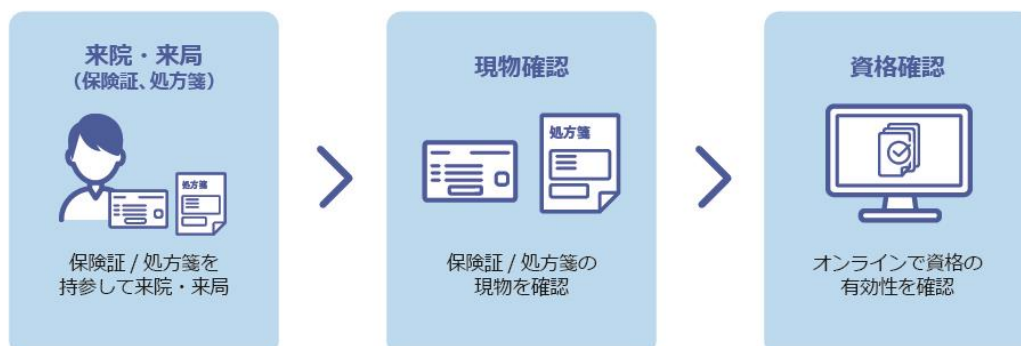 来院・来局
（保険証、処方箋）
処方箋
保険証 / 処方箋を
持参して来院・来局
現物確認
処方箋
保険証 / 処方箋の
現物を確認
資格確認
オンラインで資格の
有効性を確認